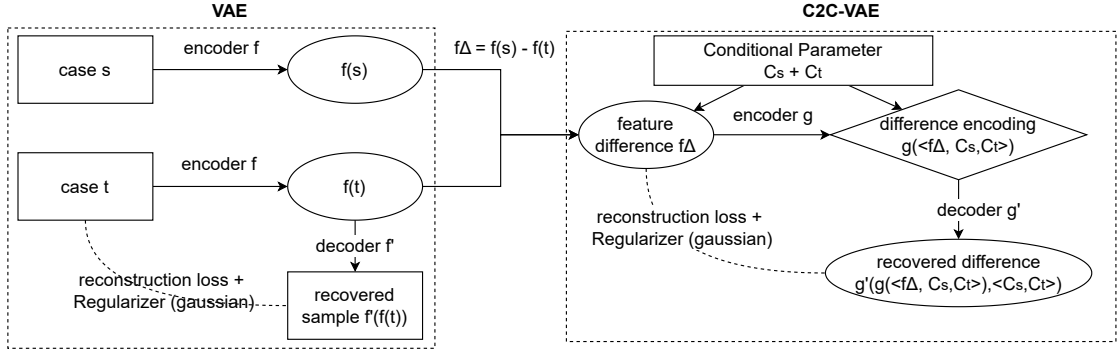 VAE
case s
encoder f
f(s)
case t
encoder f
f(t)
decoder f'
reconstruction loss +
Regularizer (gaussian)
recovered
sample f'(f(t))
fΔ = f(s) - f(t)
C2C-VAE
Conditional Parameter
Cs + Ct
feature
difference fΔ
encoder g
difference encoding
g(<fΔ, Cs,Ct>)
decoder g'
reconstruction loss +
Regularizer (gaussian)
recovered difference
g'(g(<fΔ, Cs,Ct>),<Cs,Ct>)